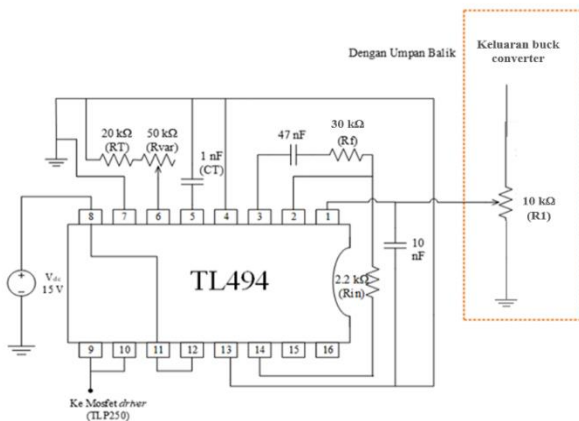 Dengan Umpan Balik
Keluaran buck
converter
20 kΩ
(RT)
50 kΩ
(Rvar)
1 nF
(CT)
47 nF
30 kΩ
(Rf)
10 kΩ
(R1)
10
nF
8
7
6
5
4
3
2
1
Vdc
15 V
TL494
2.2 kΩ
(Rin)
9
10
11
12
13
14
15
16
Ke Mosfet driver
(TLP250)